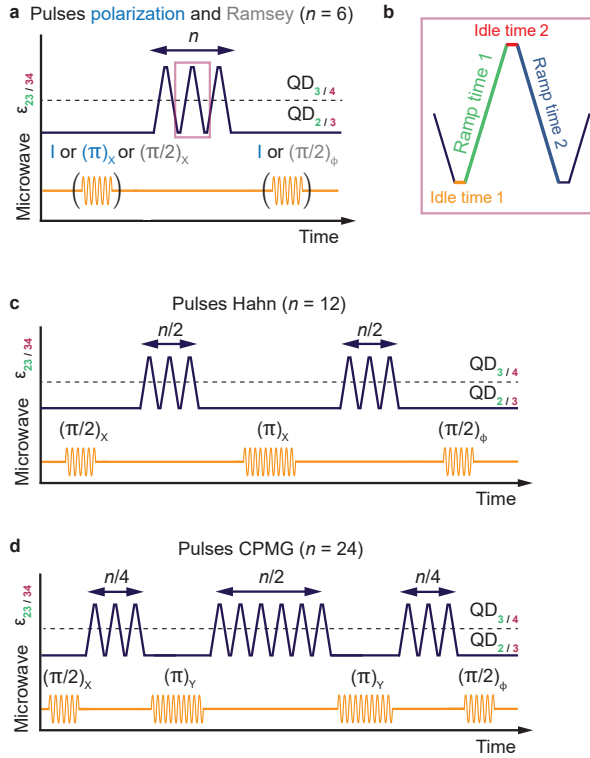 a Pulses polarization and Ramsey (n = 6)
n
ε23/34
QD3/4
QD2/3
Microwave
I or (π)X or (π/2)X
I or (π/2)ϕ
Time
b
Idle time 2
Ramp time 1
Ramp time 2
Idle time 1
c Pulses Hahn (n = 12)
n/2 n/2
ε23/34
QD3/4
QD2/3
Microwave
(π/2)X (π)X (π/2)ϕ
Time
d Pulses CPMG (n = 24)
n/4 n/2 n/4
ε23/34
QD3/4
QD2/3
Microwave
(π/2)X (π)Y (π)Y (π/2)ϕ
Time